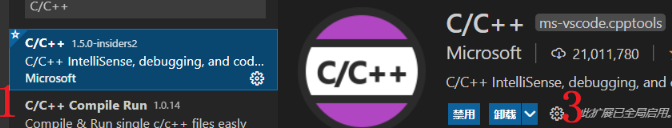 C/C++
C/C++ 1.5.0-insiders2
C/C++ IntelliSense, debugging, and cod...
Microsoft
1
C/C++ Compile Run 1.0.14
Compile & Run single c/c++ files easly
C/C++
C/C++ ms-vscode.cpptools
Microsoft 21,011,780
C/C++ IntelliSense, debugging, and code
禁用 卸载 3 此扩展已全局启用